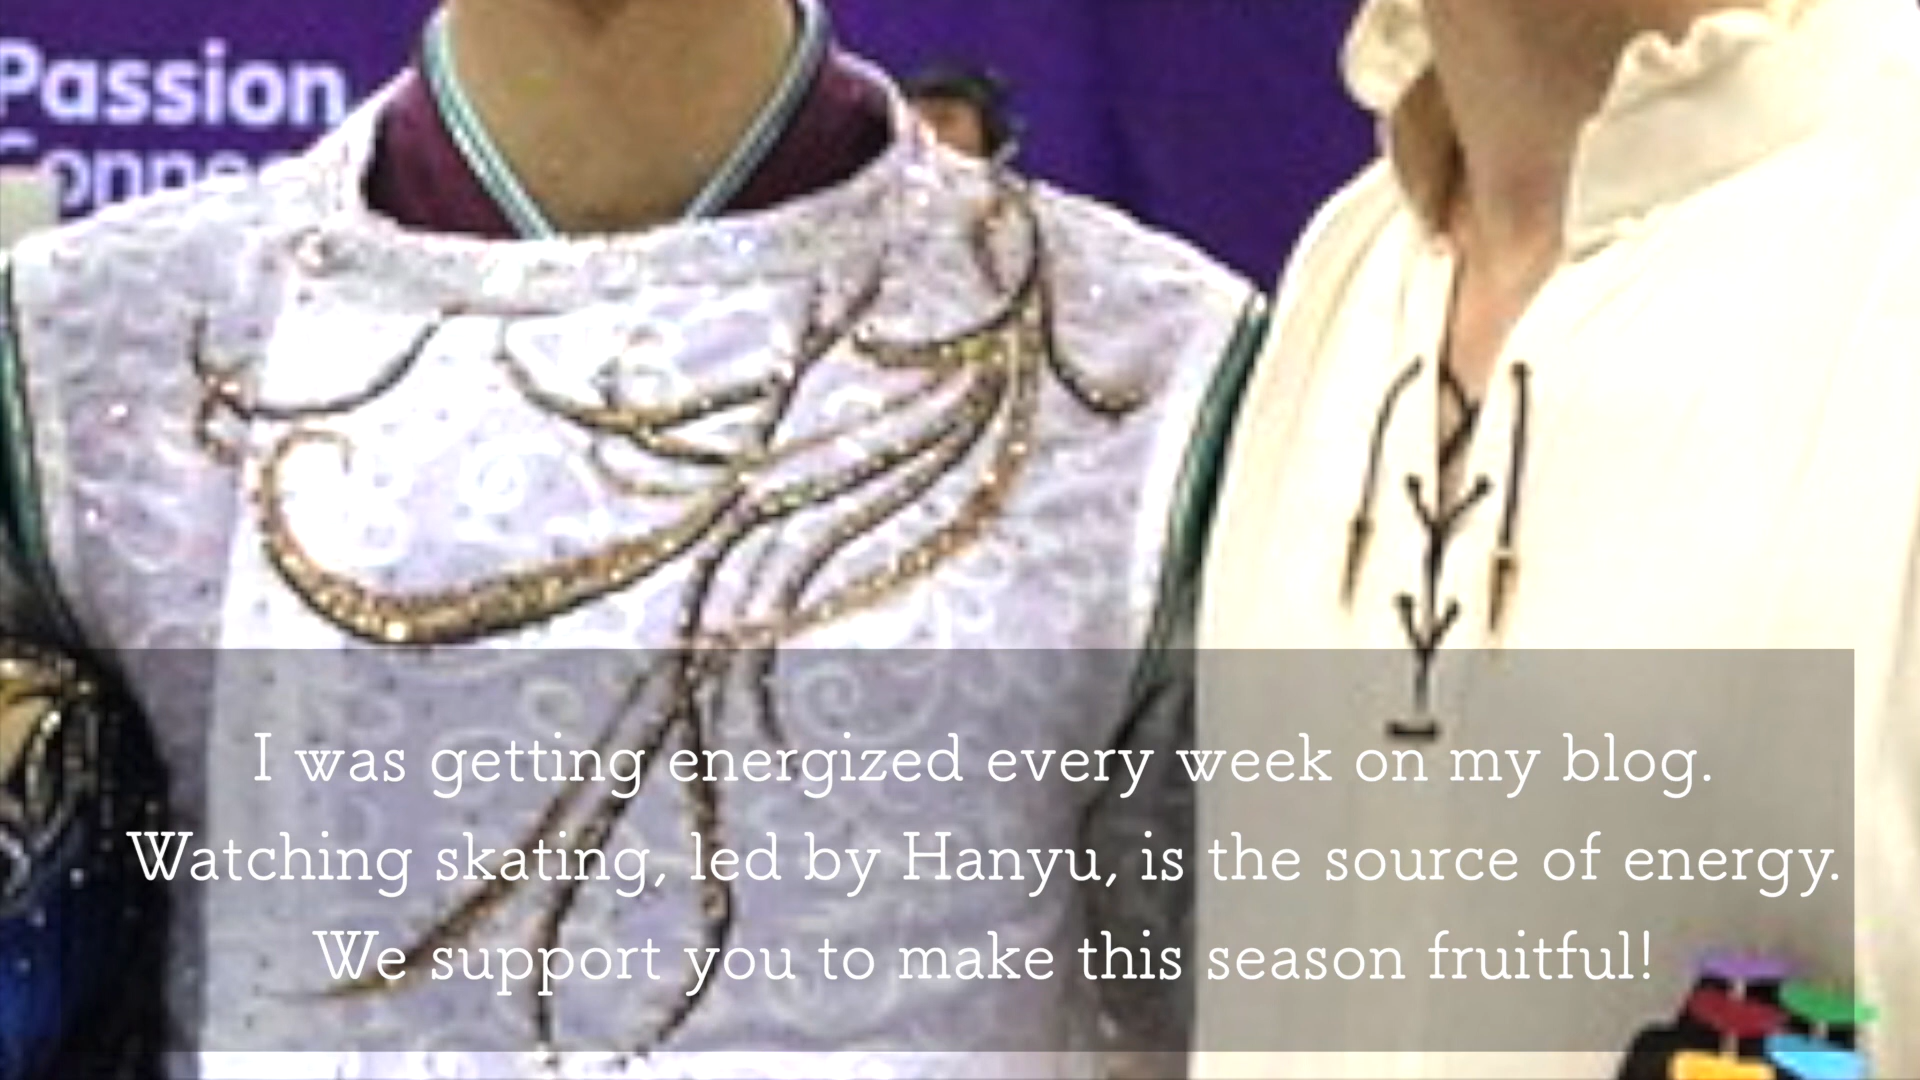 Passion
I was getting energized every week on my blog.
Watching skating, led by Hanyu, is the source of energy.
We support you to make this season fruitful!